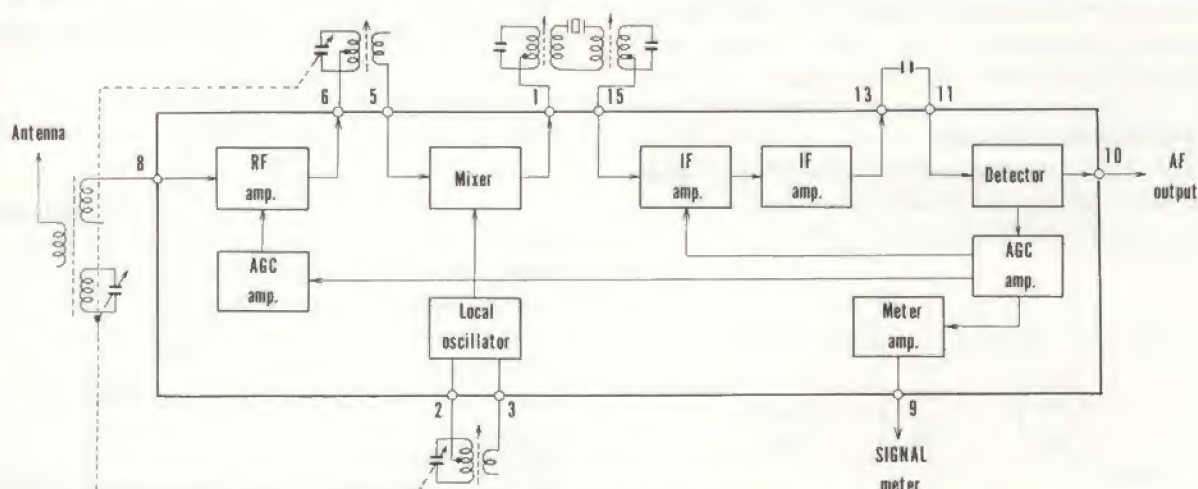 6
5
1
15
13
11
Antenna
8
RF
amp.
Mixer
IF
amp.
IF
amp.
Detector
10
AF
output
AGC
amp.
AGC
amp.
Local
oscillator
Meter
amp.
2
3
9
SIGNAL
meter